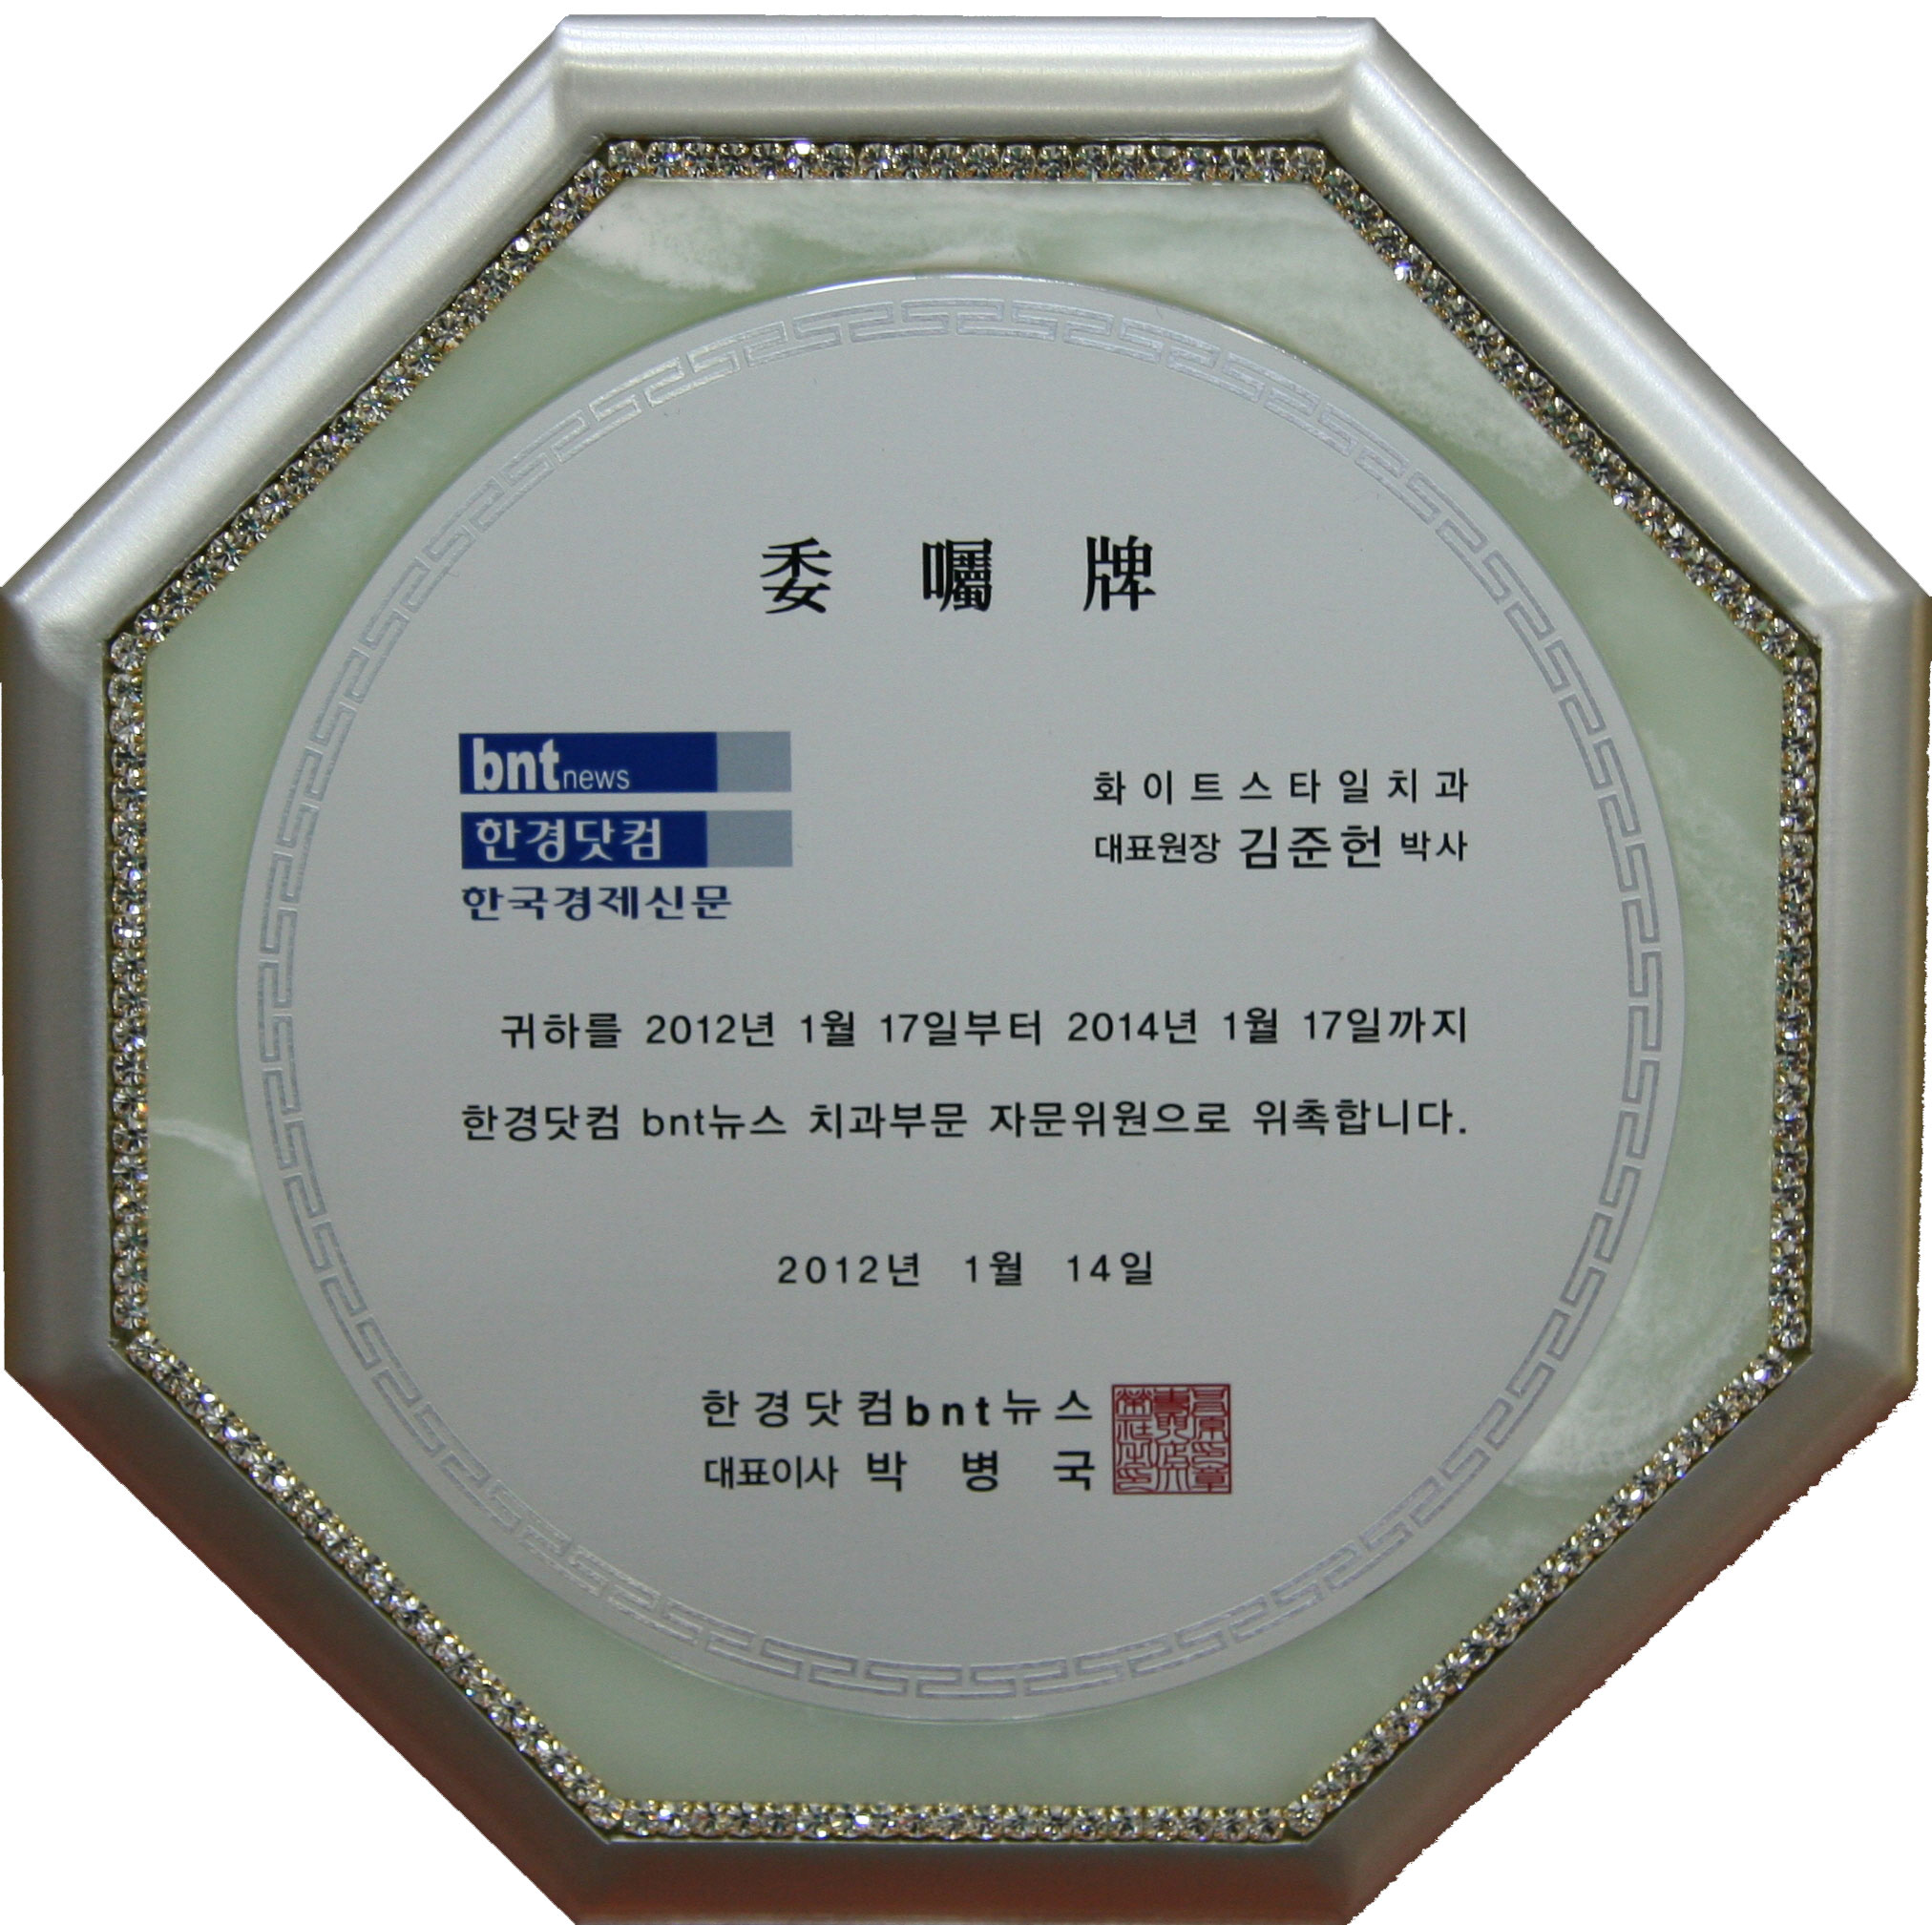 委囑牌
bntnews
한경닷컴
한국경제신문
화이트스타일치과
대표원장 김준헌 박사
귀하를 2012년 1월 17일부터 2014년 1월 17일까지
한경닷컴 bnt뉴스 치과부문 자문위원으로 위촉합니다.
2012년 1월 14일
한경닷컴bnt뉴스
대표이사 박병국